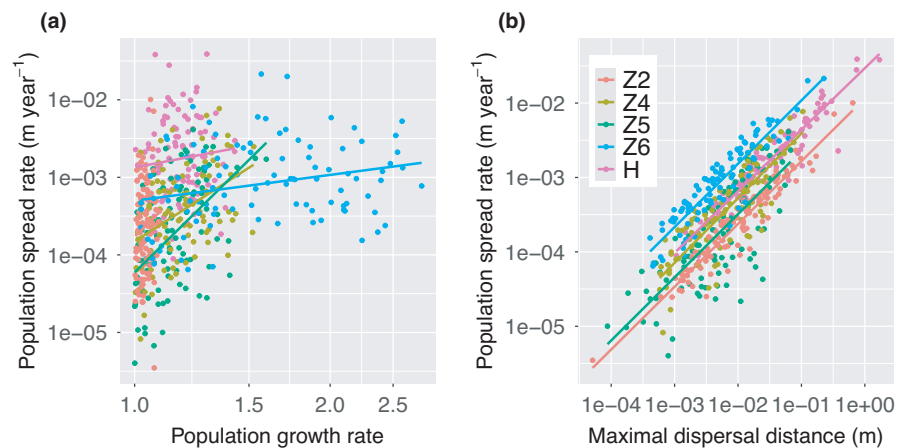 (a)
Population spread rate (m year⁻¹)
1e−02
1e−03
1e−04
1e−05
1.0 1.5 2.0 2.5
Population growth rate
(b)
Population spread rate (m year⁻¹)
1e−02
1e−03
1e−04
1e−05
Z2
Z4
Z5
Z6
H
1e−04 1e−03 1e−02 1e−01 1e+00
Maximal dispersal distance (m)